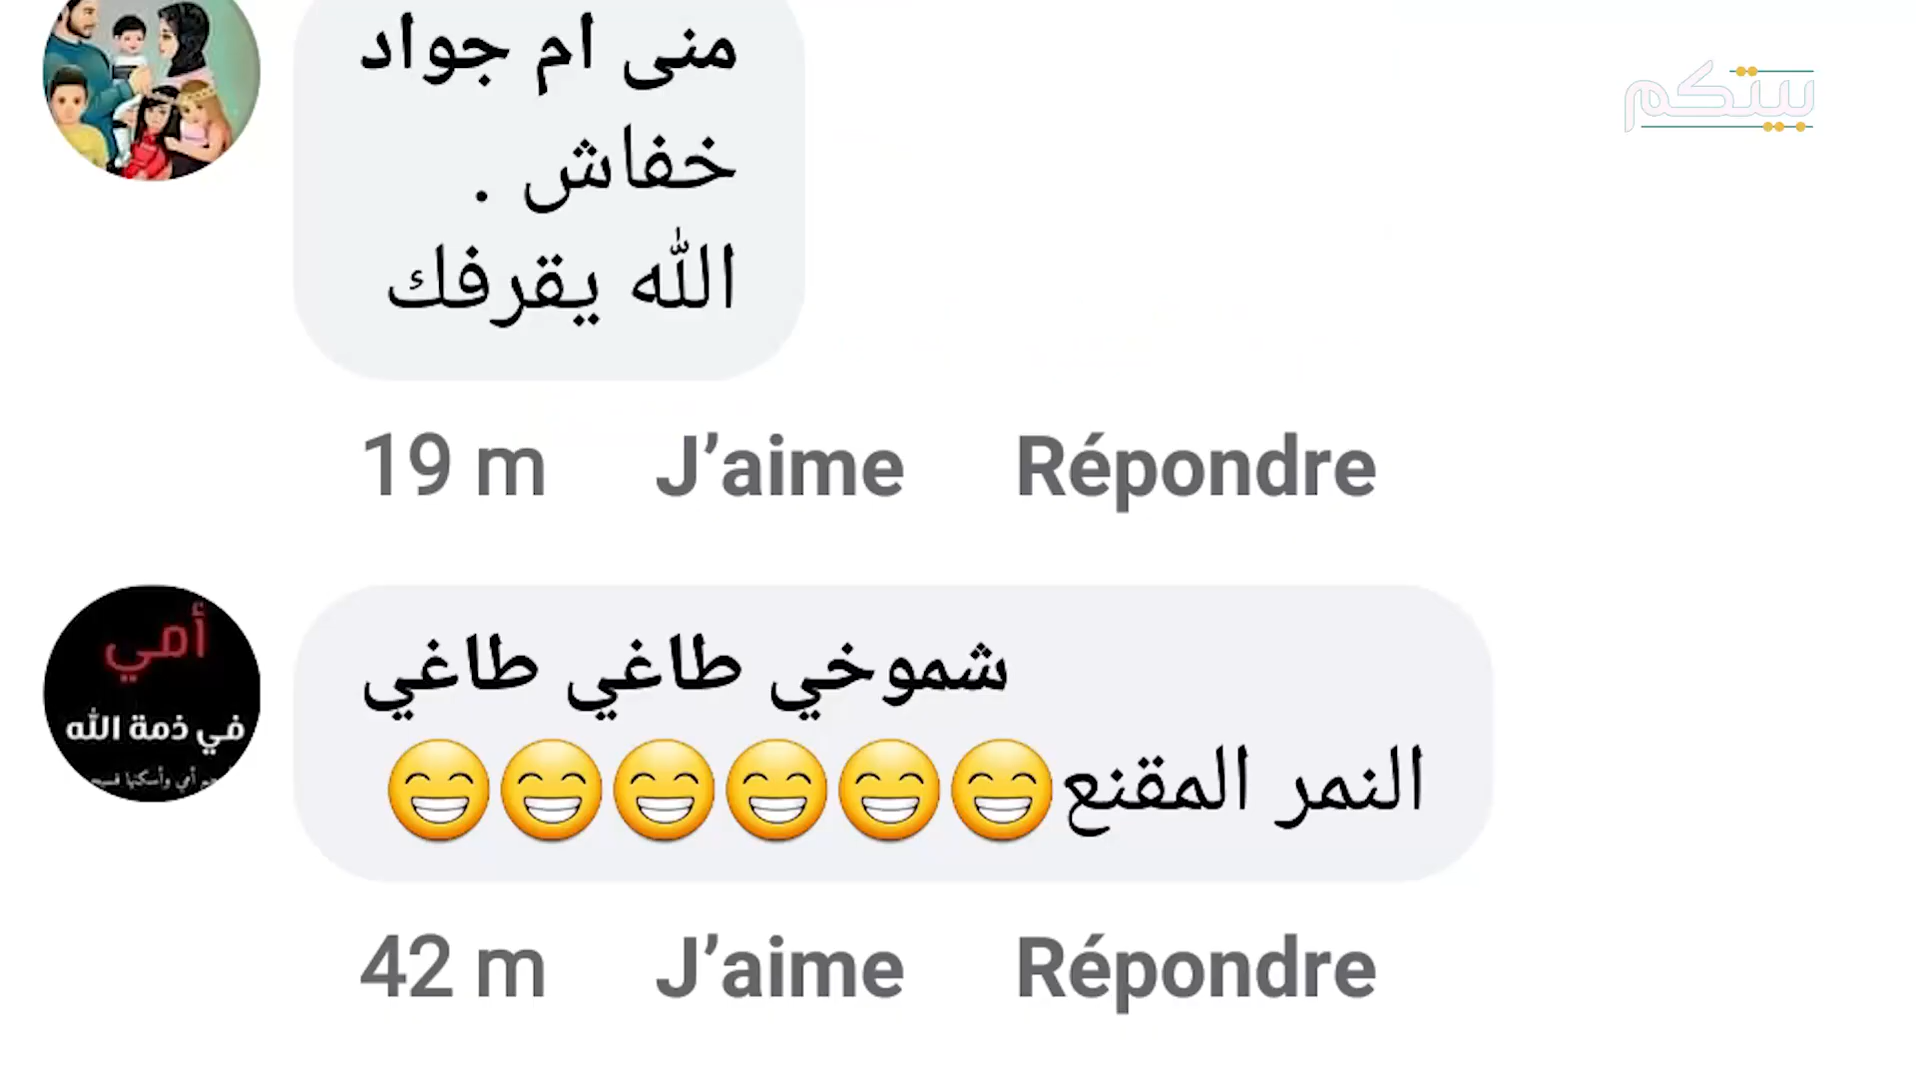 بيتكم
منى ام جواد
خفاش .
الله يقرفك
19 m J’aime Répondre
أمي
في ذمة الله
شموخي طاغي طاغي
النمر المقنع😁😁😁😁😁😁
42 m J’aime Répondre